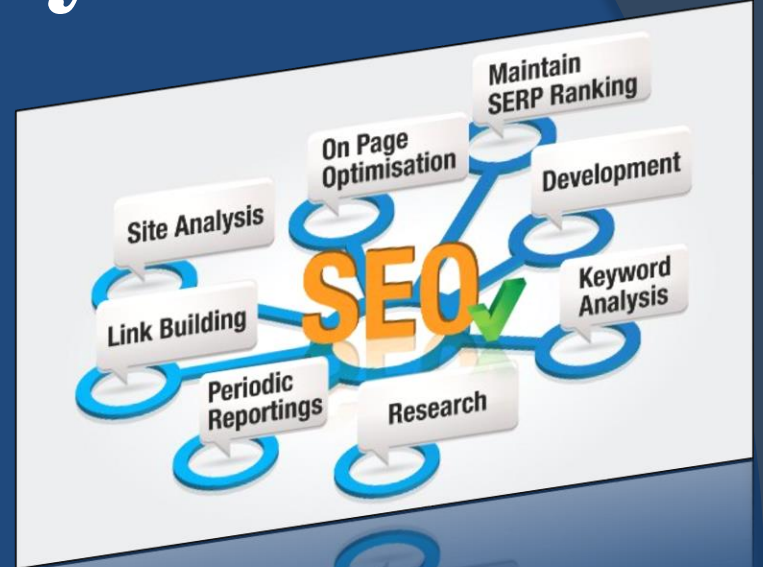 Maintain
SERP Ranking
On Page
Optimisation
Development
Site Analysis
SEO
Keyword
Analysis
Link Building
Periodic
Reportings
Research